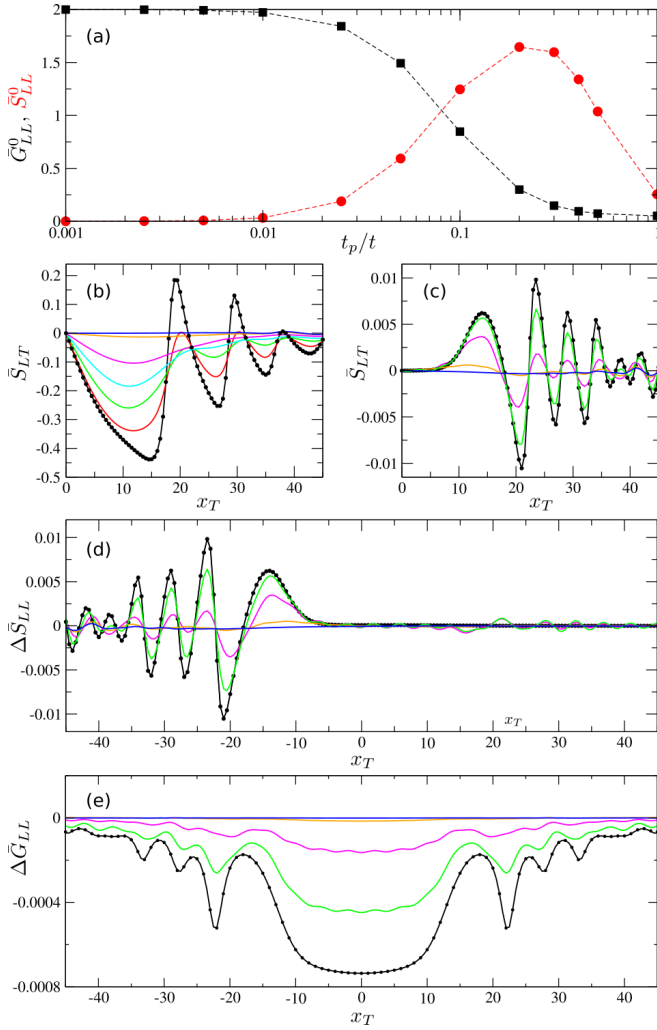 (a)
2
1.5
1
0.5
0
Ḡ⁰_LL, S̄⁰_LL
0.001 0.01 0.1 1
t_p/t
(b)
0.2
0.1
0
-0.1
-0.2
-0.3
-0.4
-0.5
S̄_LT
0 10 20 30 40
x_T
(c)
0.01
0.005
0
-0.005
-0.01
S̄_LT
0 10 20 30 40
x_T
(d)
0.01
0.005
0
-0.005
-0.01
ΔS̄_LL
x_T
-40 -30 -20 -10 0 10 20 30 40
x_T
(e)
0
-0.0004
-0.0008
ΔḠ_LL
-40 -30 -20 -10 0 10 20 30 40
x_T